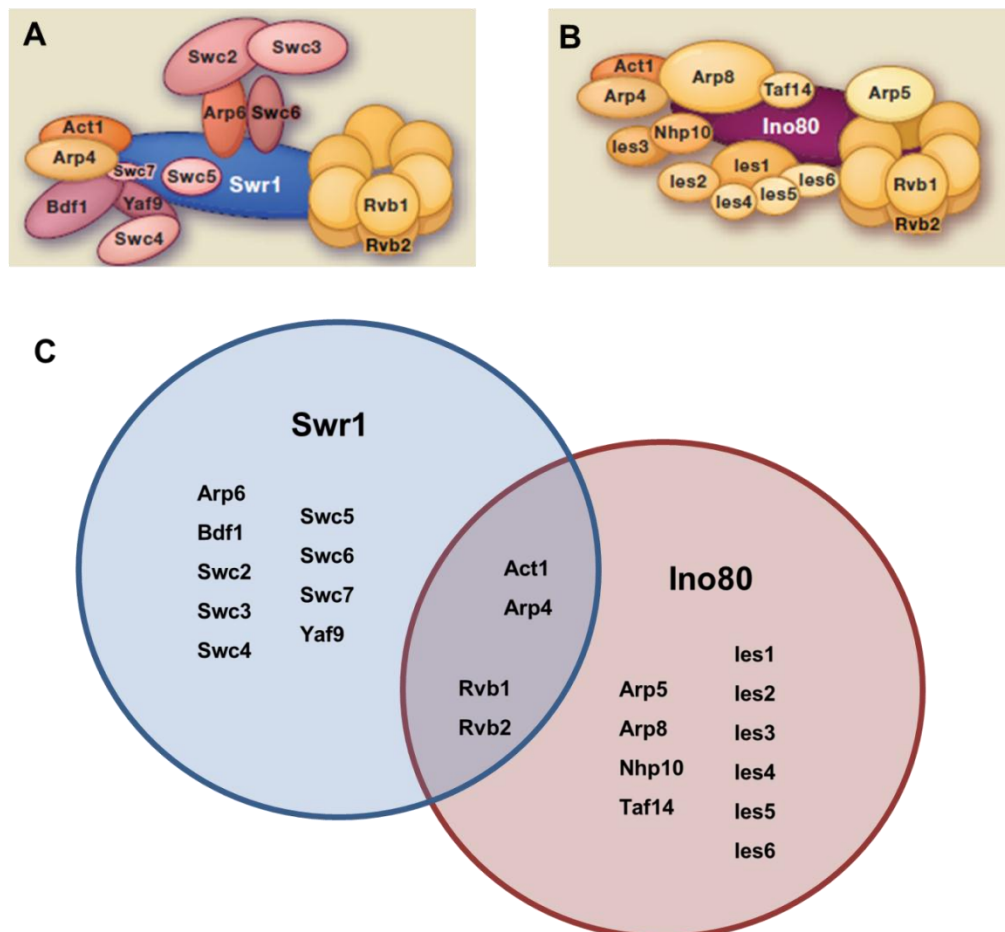 A
Swc2
Swc3
Arp6
Swc6
Act1
Arp4
Swc7
Swc5
Swr1
Bdf1
Yaf9
Swc4
Rvb1
Rvb2
B
Act1
Arp8
Arp4
Taf14
Arp5
Ino80
Nhp10
Ies3
Ies1
Ies2
Ies6
Ies5
Ies4
Rvb1
Rvb2
C
Swr1
Arp6
Bdf1
Swc2
Swc3
Swc4
Swc5
Swc6
Swc7
Yaf9
Act1
Arp4
Rvb1
Rvb2
Ino80
Arp5
Arp8
Nhp10
Taf14
Ies1
Ies2
Ies3
Ies4
Ies5
Ies6